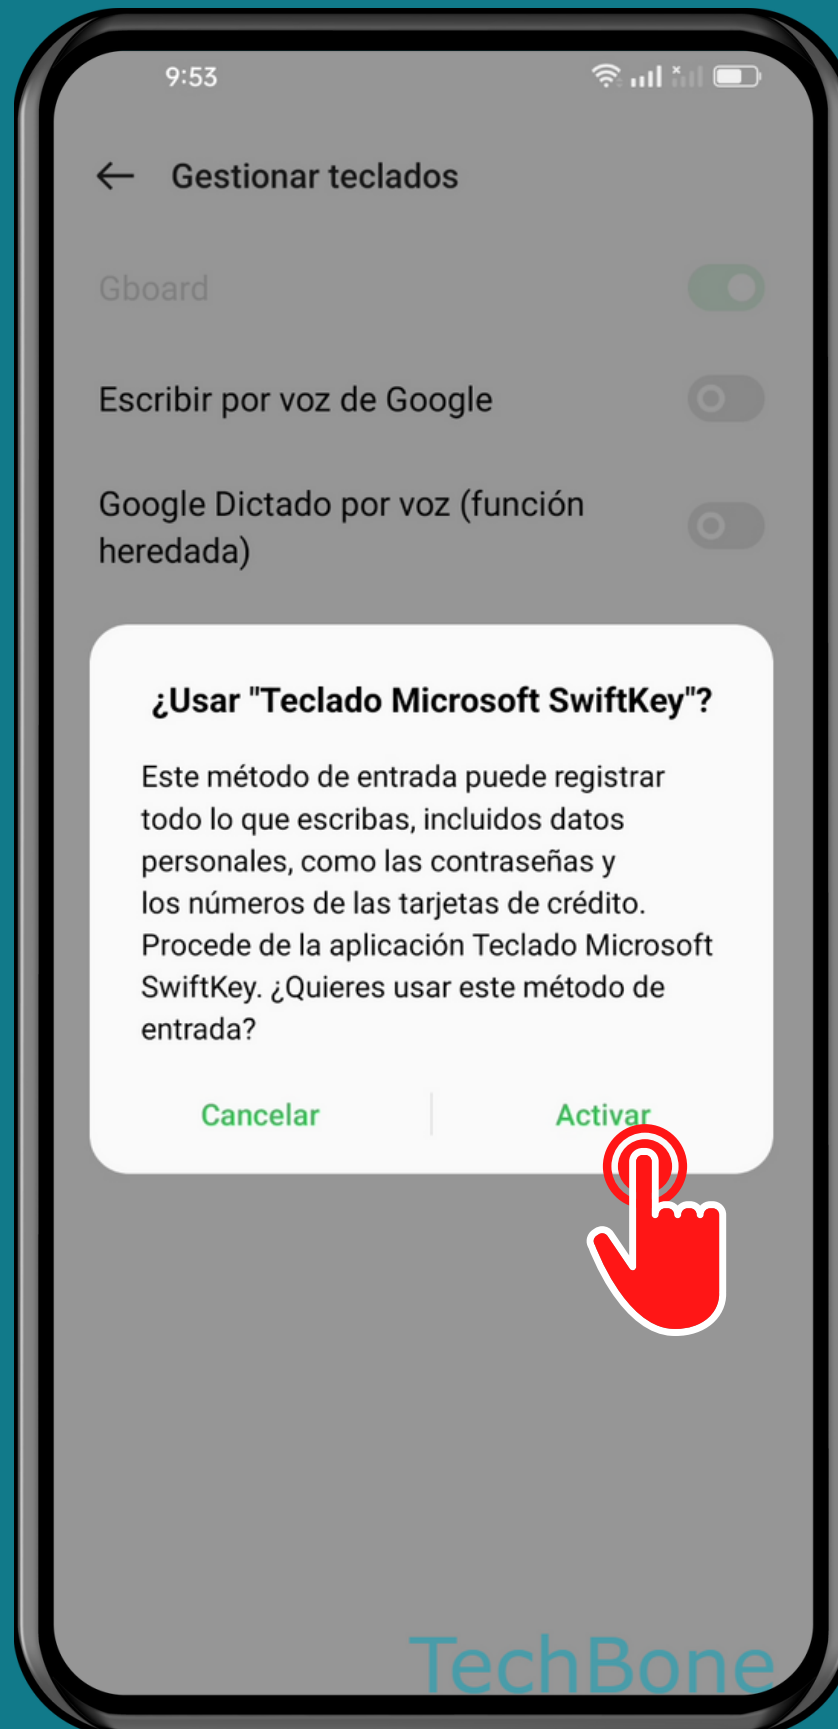 9:53
Gestionar teclados
Gboard
Escribir por voz de Google
Google Dictado por voz (función
heredada)
¿Usar "Teclado Microsoft SwiftKey"?
Este método de entrada puede registrar
todo lo que escribas, incluidos datos
personales, como las contraseñas y
los números de las tarjetas de crédito.
Procede de la aplicación Teclado Microsoft
SwiftKey. ¿Quieres usar este método de
entrada?
Cancelar
Activar
TechBone